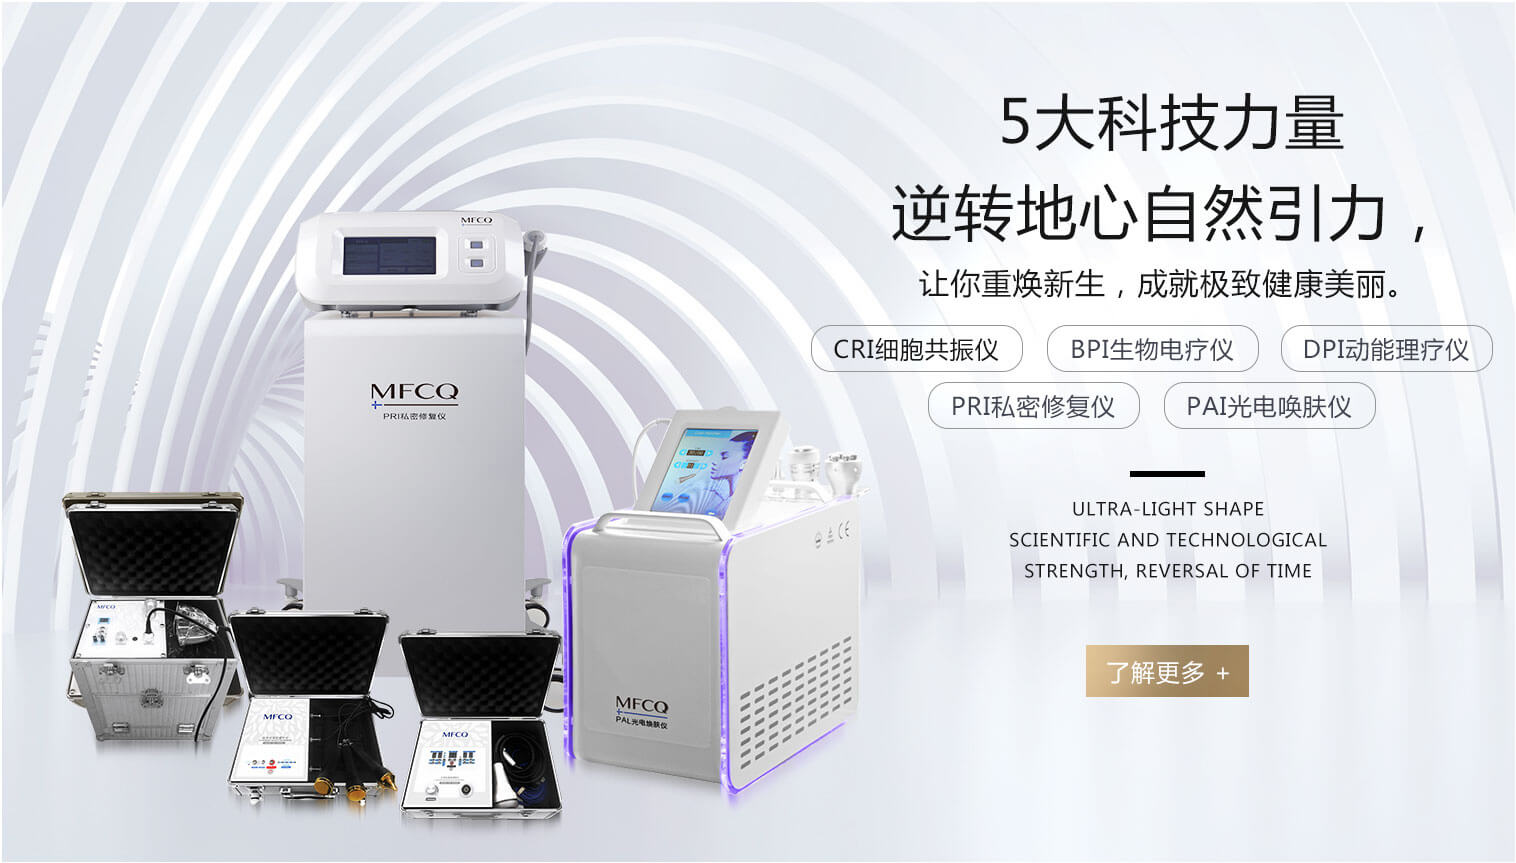 5大科技力量
逆转地心自然引力，
让你重焕新生，成就极致健康美丽。
CRI细胞共振仪
BPI生物电疗仪
DPI动能理疗仪
PRI私密修复仪
PAI光电唤肤仪
ULTRA-LIGHT SHAPE
SCIENTIFIC AND TECHNOLOGICAL
STRENGTH, REVERSAL OF TIME
了解更多 +
MFCQ
MFCQ
PRI私密修复仪
MFCQ
PAL光电焕肤仪
CE
MFCQ
MFCQ
MFCQ